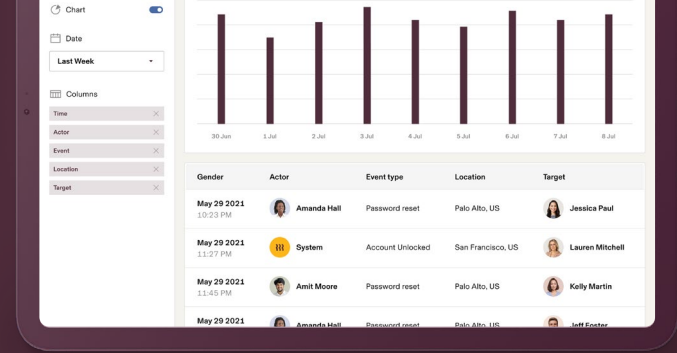 Chart
Date
Last Week
Columns
Time
Actor
Event
Location
Target
30 Jun 1 Jul 2 Jul 3 Jul 4 Jul 5 Jul 6 Jul 7 Jul 8 Jul
Gender Actor Event type Location Target
May 29 2021
10:23 PM
Amanda Hall Password reset Palo Alto, US Jessica Paul
May 29 2021
11:27 PM
System Account Unlocked San Francisco, US Lauren Mitchell
May 29 2021
11:45 PM
Amit Moore Password reset Palo Alto, US Kelly Martin
May 29 2021
Amanda Hall Password reset Palo Alto, US Jeff Foster